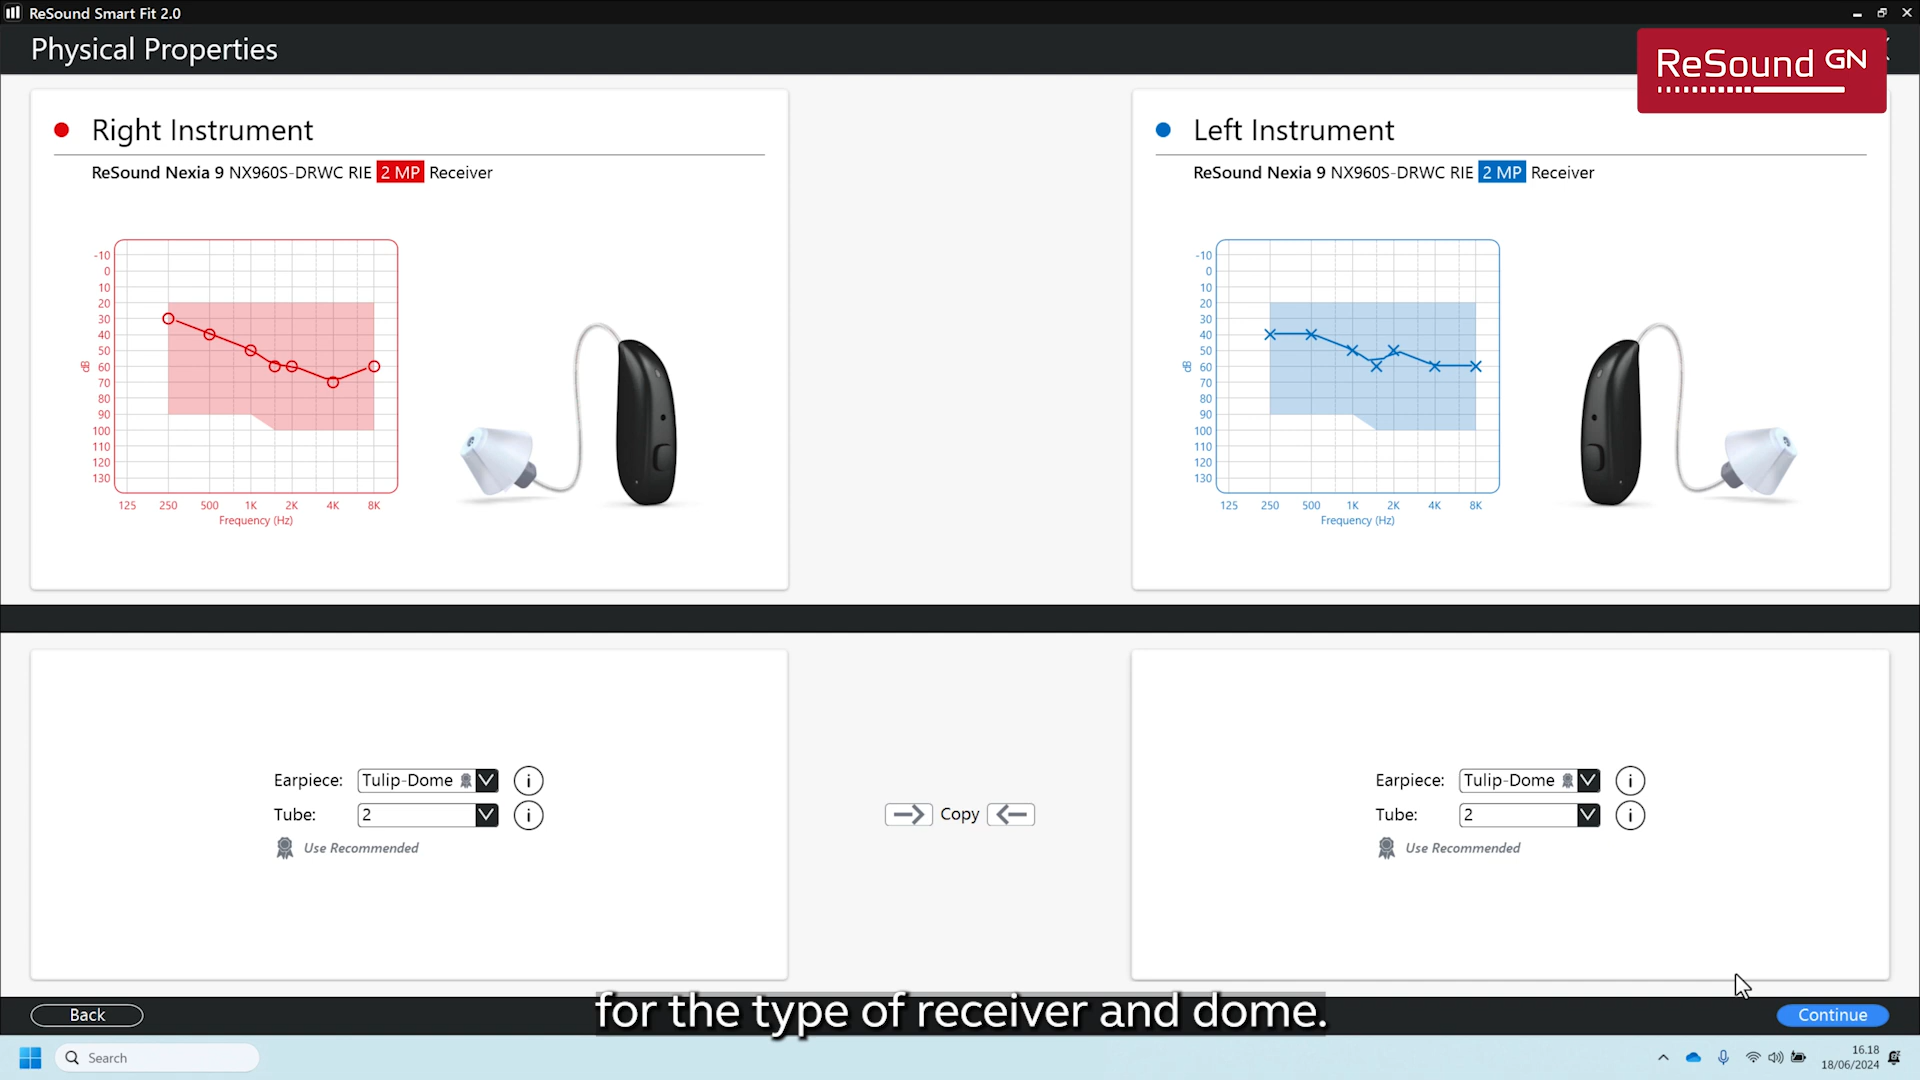 ReSound Smart Fit 2.0
Physical Properties
ReSound GN
Right Instrument
ReSound Nexia 9 NX960S-DRWC RIE 2 MP Receiver
-10
0
10
20
30
40
50
60
70
80
90
100
110
120
130
dB
125 250 500 1K 2K 4K 8K
Frequency (Hz)
Left Instrument
ReSound Nexia 9 NX960S-DRWC RIE 2 MP Receiver
-10
0
10
20
30
40
50
60
70
80
90
100
110
120
130
dB
125 250 500 1K 2K 4K 8K
Frequency (Hz)
Earpiece: Tulip-Dome i
Tube: 2 i
Use Recommended
Copy
Earpiece: Tulip-Dome i
Tube: 2 i
Use Recommended
Back
for the type of receiver and dome.
Continue
Search
16.18
18/06/2024